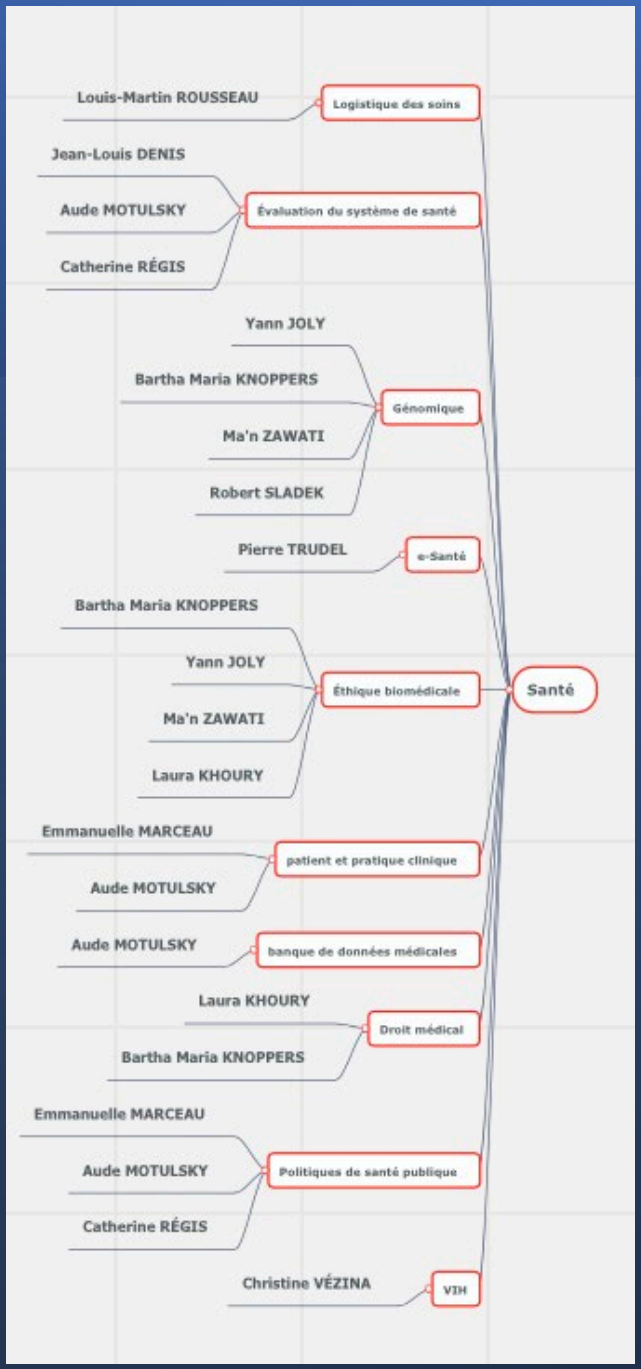 Louis-Martin ROUSSEAU
Logistique des soins
Jean-Louis DENIS
Aude MOTULSKY
Évaluation du système de santé
Catherine RÉGIS
Yann JOLY
Bartha Maria KNOPPERS
Génomique
Ma'n ZAWATI
Robert SLADEK
Pierre TRUDEL
e-Santé
Bartha Maria KNOPPERS
Yann JOLY
Éthique biomédicale
Santé
Ma'n ZAWATI
Laura KHOURY
Emmanuelle MARCEAU
patient et pratique clinique
Aude MOTULSKY
Aude MOTULSKY
banque de données médicales
Laura KHOURY
Droit médical
Bartha Maria KNOPPERS
Emmanuelle MARCEAU
Aude MOTULSKY
Politiques de santé publique
Catherine RÉGIS
Christine VÉZINA
VIH